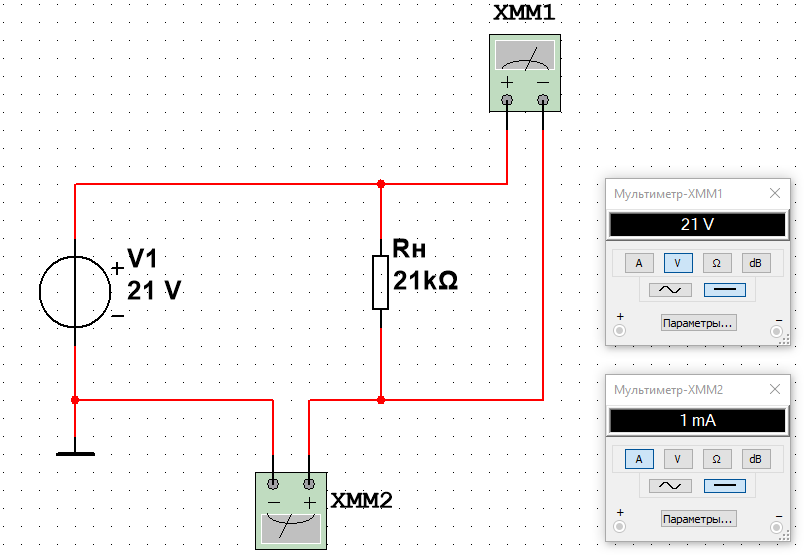 XMM1
+ −
V1
+
21 V
−
Rн
21kΩ
− +
XMM2
Мультиметр-XMM1
21 V
A V Ω dB
+ Параметры... −
Мультиметр-XMM2
1 mA
A V Ω dB
+ Параметры... −